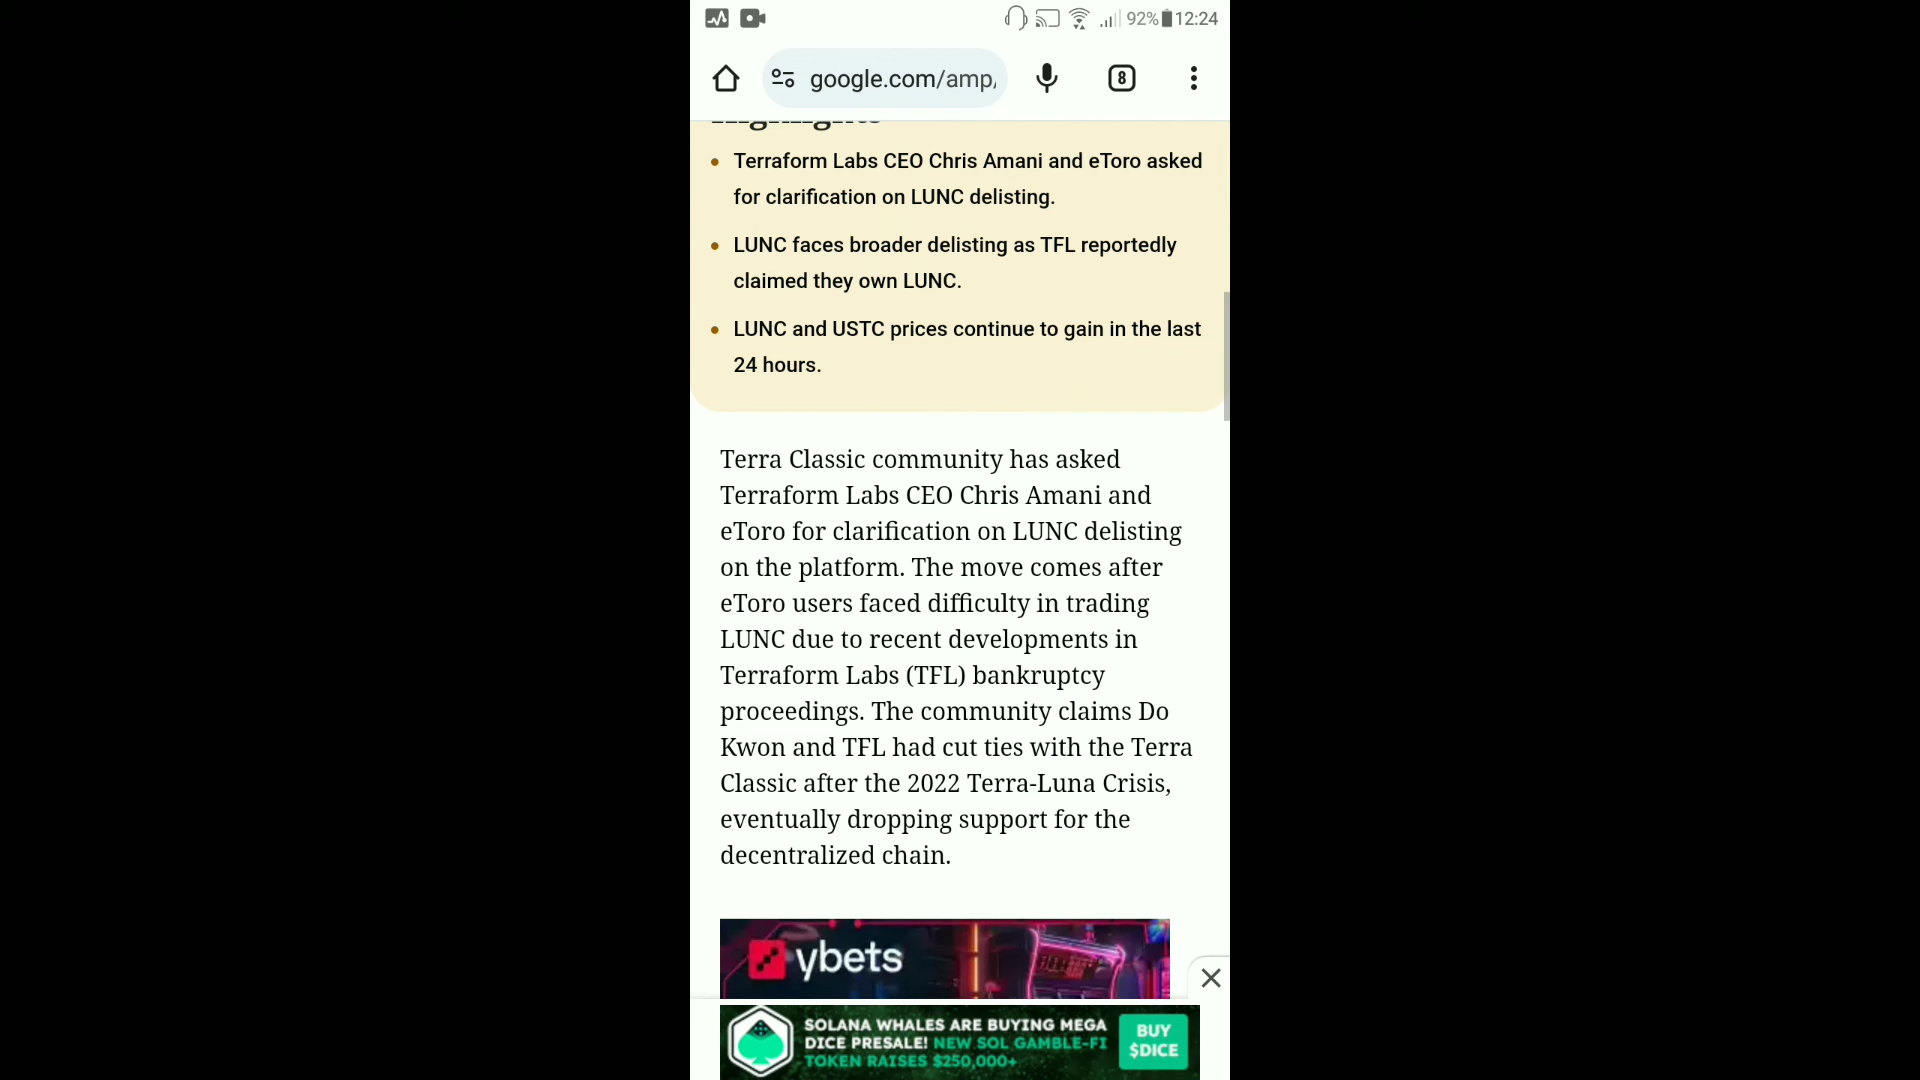 92% 12:24
google.com/amp/
8
Highlights
Terraform Labs CEO Chris Amani and eToro asked
for clarification on LUNC delisting.
LUNC faces broader delisting as TFL reportedly
claimed they own LUNC.
LUNC and USTC prices continue to gain in the last
24 hours.
Terra Classic community has asked
Terraform Labs CEO Chris Amani and
eToro for clarification on LUNC delisting
on the platform. The move comes after
eToro users faced difficulty in trading
LUNC due to recent developments in
Terraform Labs (TFL) bankruptcy
proceedings. The community claims Do
Kwon and TFL had cut ties with the Terra
Classic after the 2022 Terra-Luna Crisis,
eventually dropping support for the
decentralized chain.
ybets
SOLANA WHALES ARE BUYING MEGA
DICE PRESALE! NEW SOL GAMBLE-FI
TOKEN RAISES $250,000+
BUY
$DICE